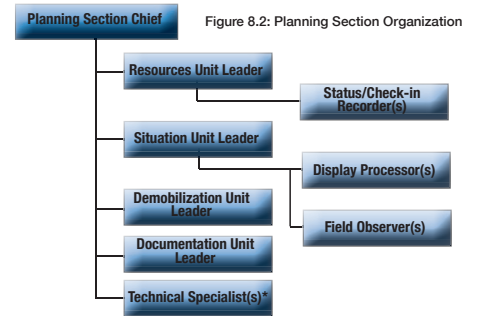 Planning Section Chief
Figure 8.2: Planning Section Organization
Resources Unit Leader
Status/Check-in
Recorder(s)
Situation Unit Leader
Display Processor(s)
Demobilization Unit
Leader
Field Observer(s)
Documentation Unit
Leader
Technical Specialist(s)*